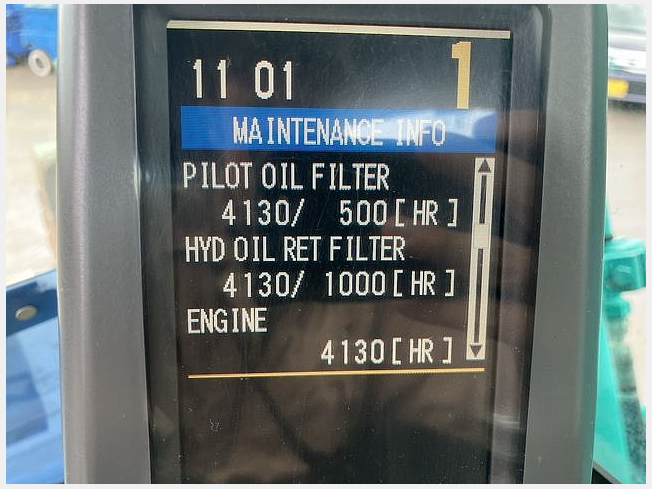 11 01
1
MAINTENANCE INFO
PILOT OIL FILTER
4130/ 500[HR]
HYD OIL RET FILTER
4130/ 1000[HR]
ENGINE
4130[HR]